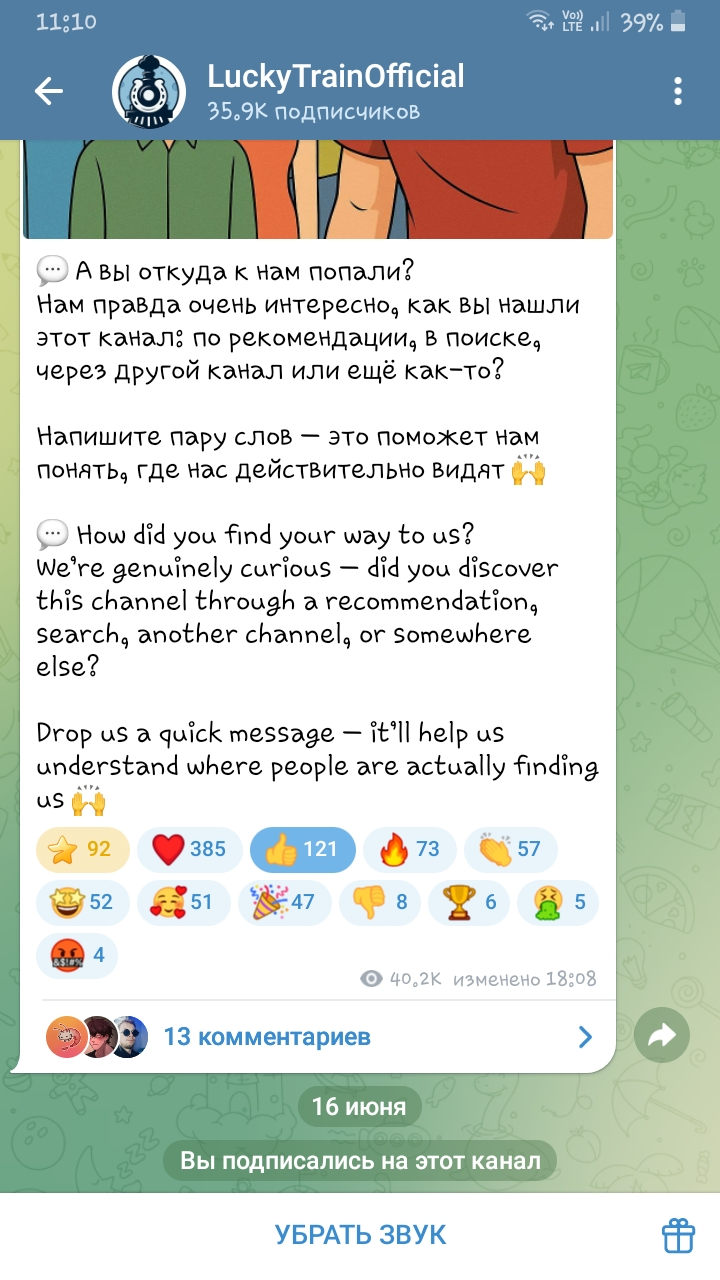 11:10
Vo) LTE 39%
LuckyTrainOfficial
35.9K подписчиков
💬 А вы откуда к нам попали?
Нам правда очень интересно, как вы нашли
этот канал: по рекомендации, в поиске,
через другой канал или ещё как-то?
Напишите пару слов — это поможет нам
понять, где нас действительно видят 🙌
💬 How did you find your way to us?
We're genuinely curious — did you discover
this channel through a recommendation,
search, another channel, or somewhere
else?
Drop us a quick message — it'll help us
understand where people are actually finding
us 🙌
⭐ 92 ❤️ 385 👍 121 🔥 73 👏 57
🤩 52 🥰 51 🎉 47 👎 8 🏆 6 🤮 5
🤬 4
40.2K изменено 18:08
13 комментариев
16 июня
Вы подписались на этот канал
УБРАТЬ ЗВУК